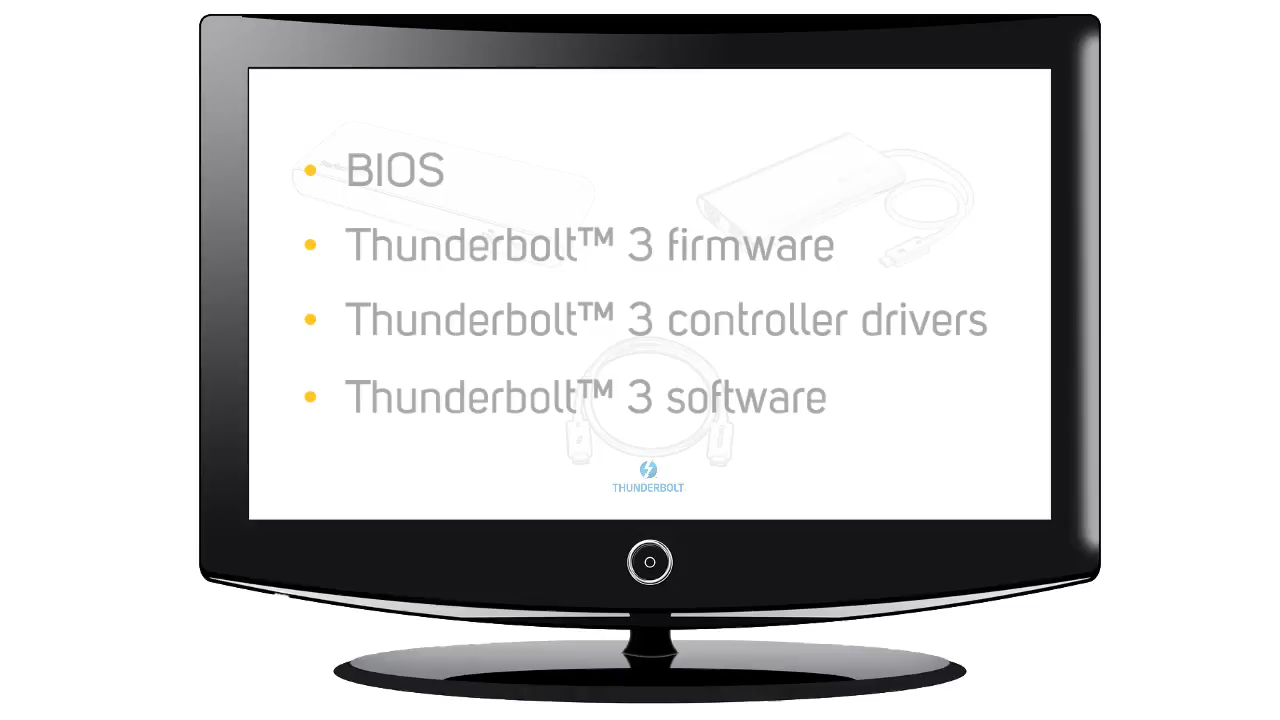 BIOS
Thunderbolt™ 3 firmware
Thunderbolt™ 3 controller drivers
Thunderbolt™ 3 software
THUNDERBOLT